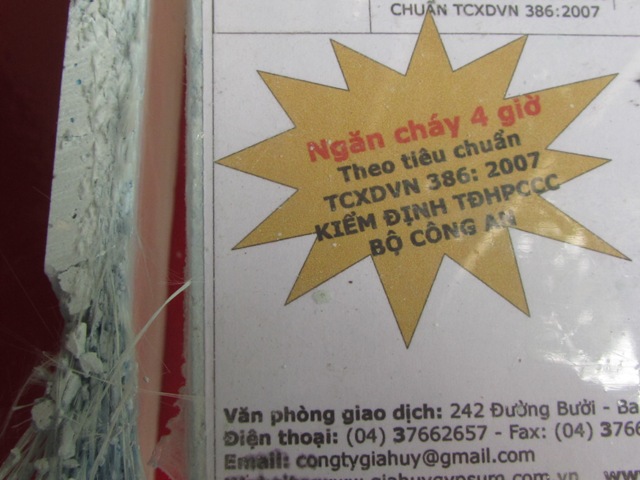 CHUẨN TCXDVN 386:2007
Ngăn cháy 4 giờ
Theo tiêu chuẩn
TCXDVN 386: 2007
KIỂM ĐỊNH TĐHPCCC
BỘ CÔNG AN
Văn phòng giao dịch: 242 Đường Bưởi - Ba
Điện thoại: (04) 37662657 - Fax: (04) 3766
Email: congtygiahuy@gmail.com